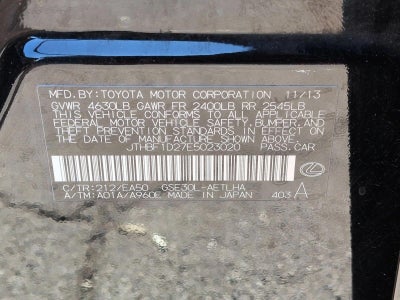 MFD.BY:TOYOTA MOTOR CORPORATION 11/13
GVWR 4630LB GAWR FR 2400LB RR 2545LB
THIS VEHICLE CONFORMS TO ALL APPLICABLE
FEDERAL MOTOR VEHICLE SAFETY, BUMPER, AND
THEFT PREVENTION STANDARDS IN EFFECT ON THE
DATE OF MANUFACTURE SHOWN ABOVE.
JTHBF1D27E5023020 PASS.CAR
C/TR:212/EA50 GSE30L-AETLHA
A/TM:A01A/A960E MADE IN JAPAN 403 A